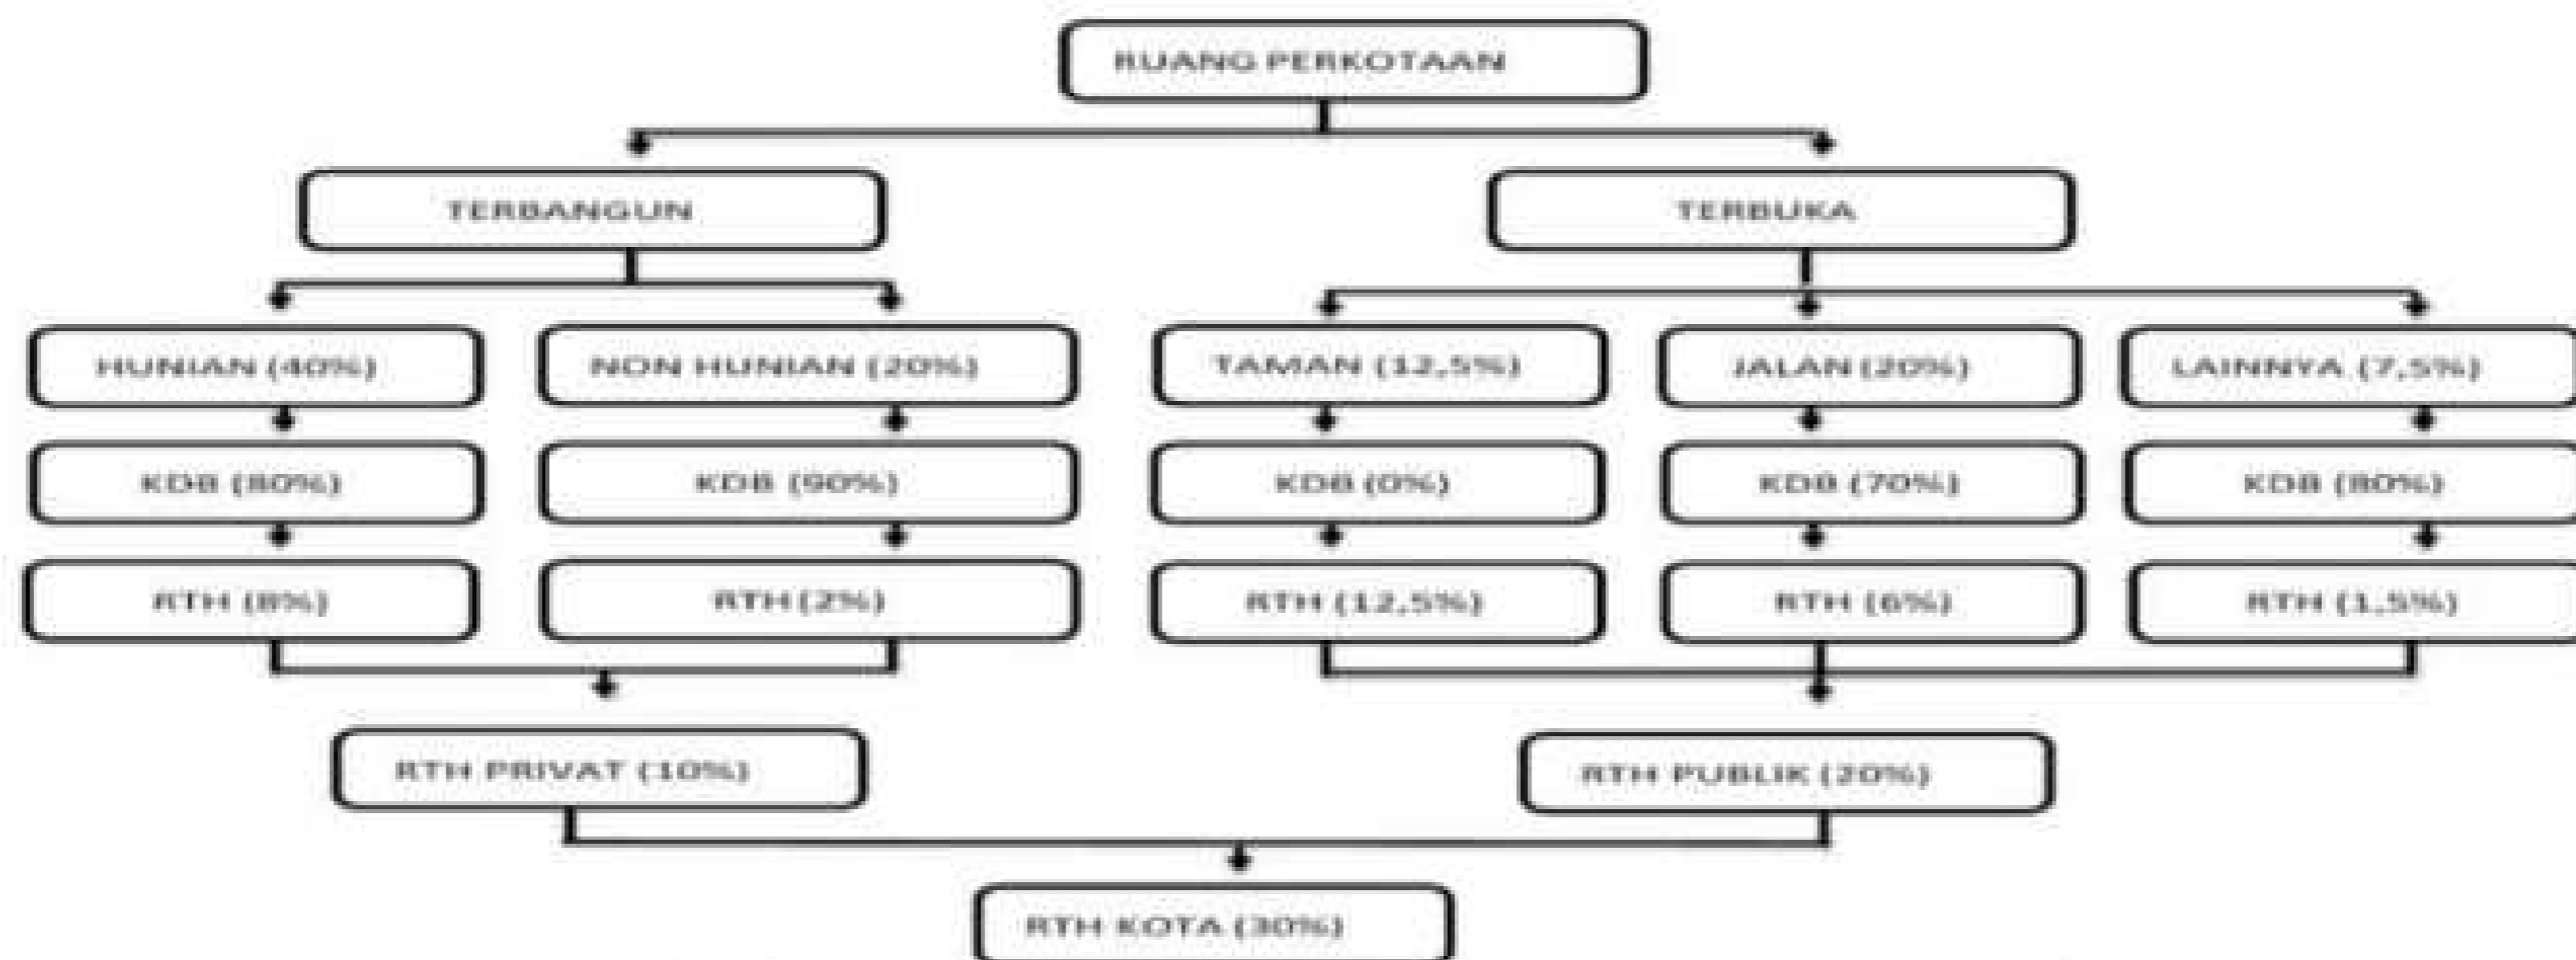 RUANG PERKOTAAN
TERBANGUN
TERBUKA
HUNIAN (40%)
NON HUNIAN (20%)
TAMAN (12,5%)
JALAN (20%)
LAINNYA (7,5%)
KDB (80%)
KDB (90%)
KDB (0%)
KDB (70%)
KDB (80%)
RTH (8%)
RTH (2%)
RTH (12,5%)
RTH (6%)
RTH (1,5%)
RTH PRIVAT (10%)
RTH PUBLIK (20%)
RTH KOTA (30%)